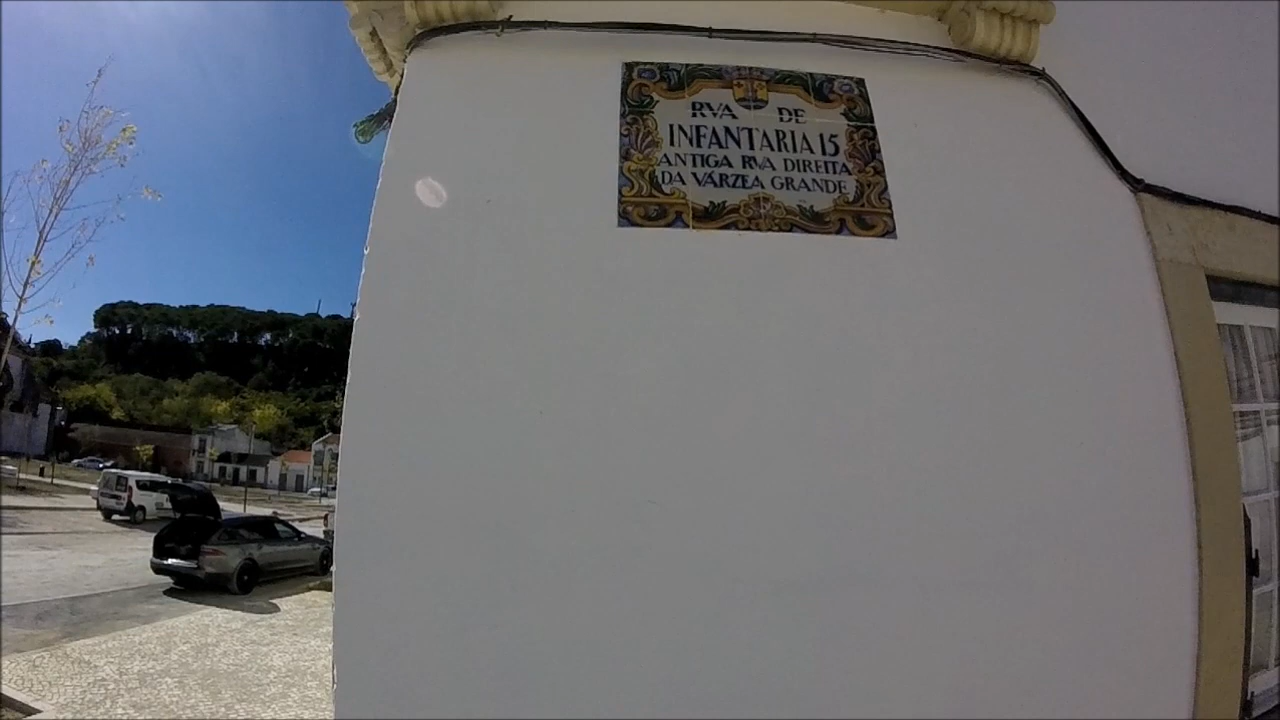 RVA DE
INFANTARIA 15
ANTIGA RVA DIREITA
DA VÁRZEA GRANDE